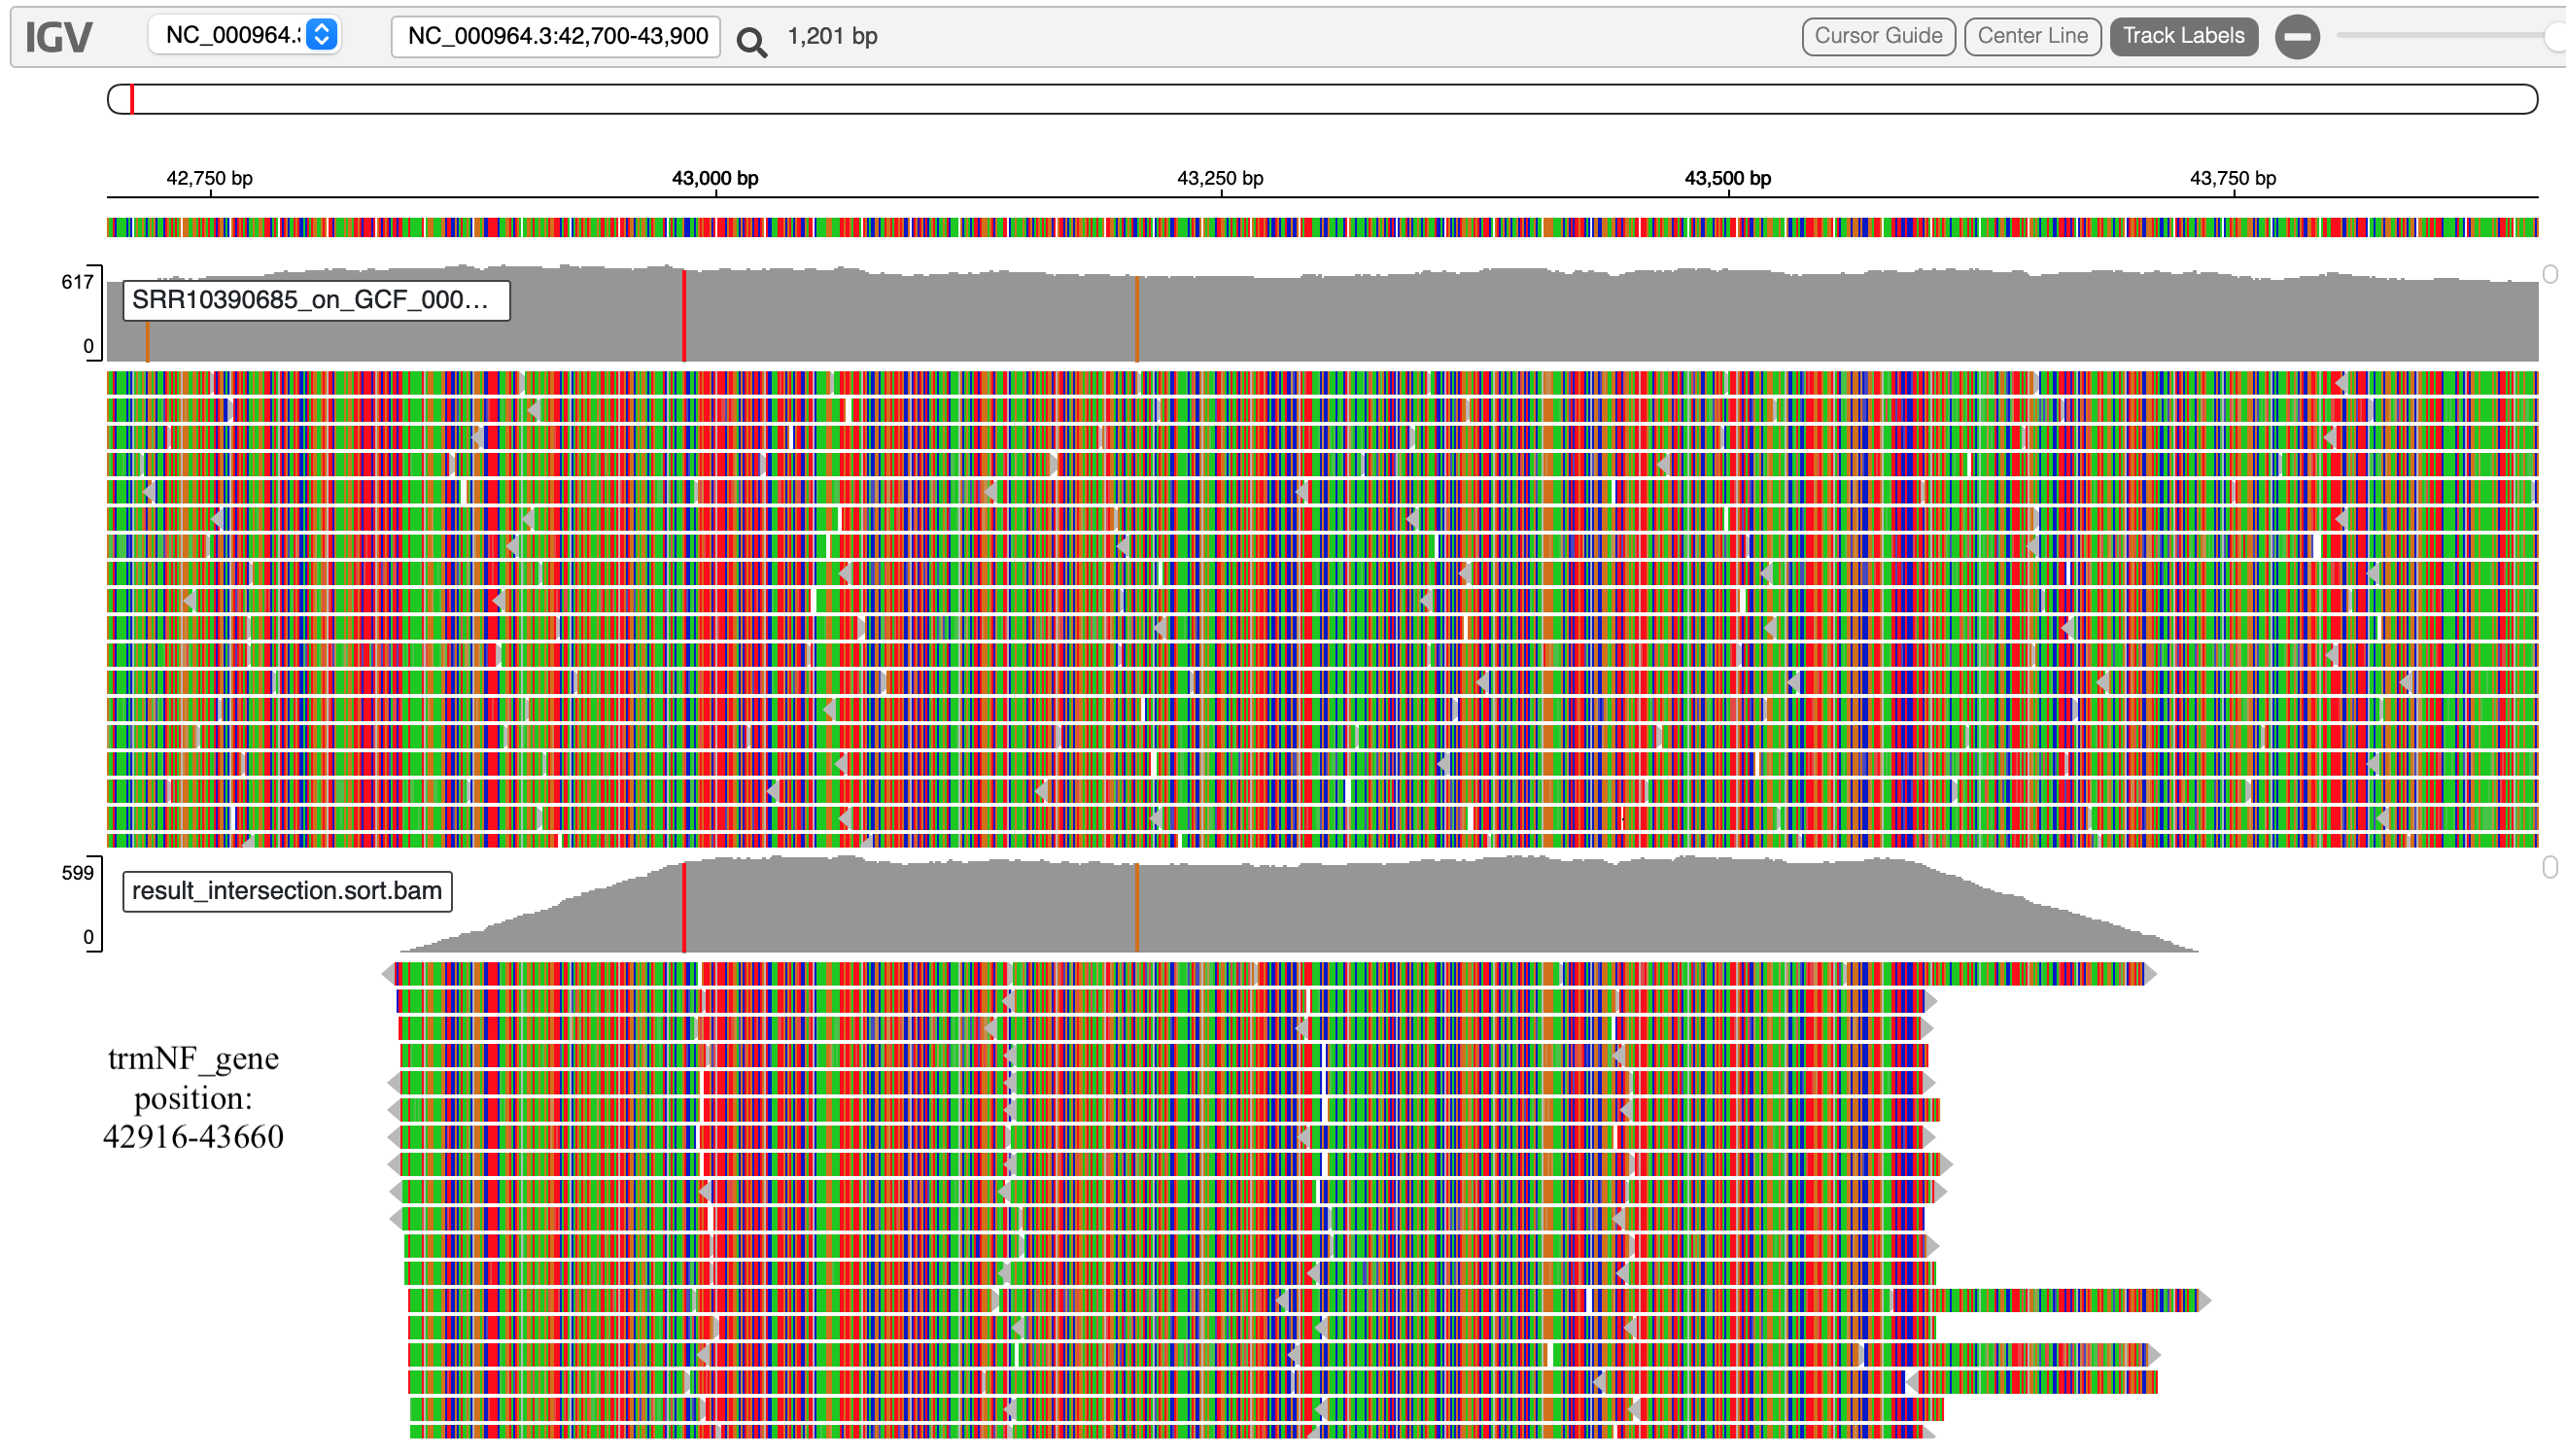 IGV NC_000964.: NC_000964.3:42,700-43,900 1,201 bp Cursor Guide Center Line Track Labels
42,750 bp 43,000 bp 43,250 bp 43,500 bp 43,750 bp
617
SRR10390685_on_GCF_000...
0
599
result_intersection.sort.bam
0
trmNF_gene
position:
42916-43660